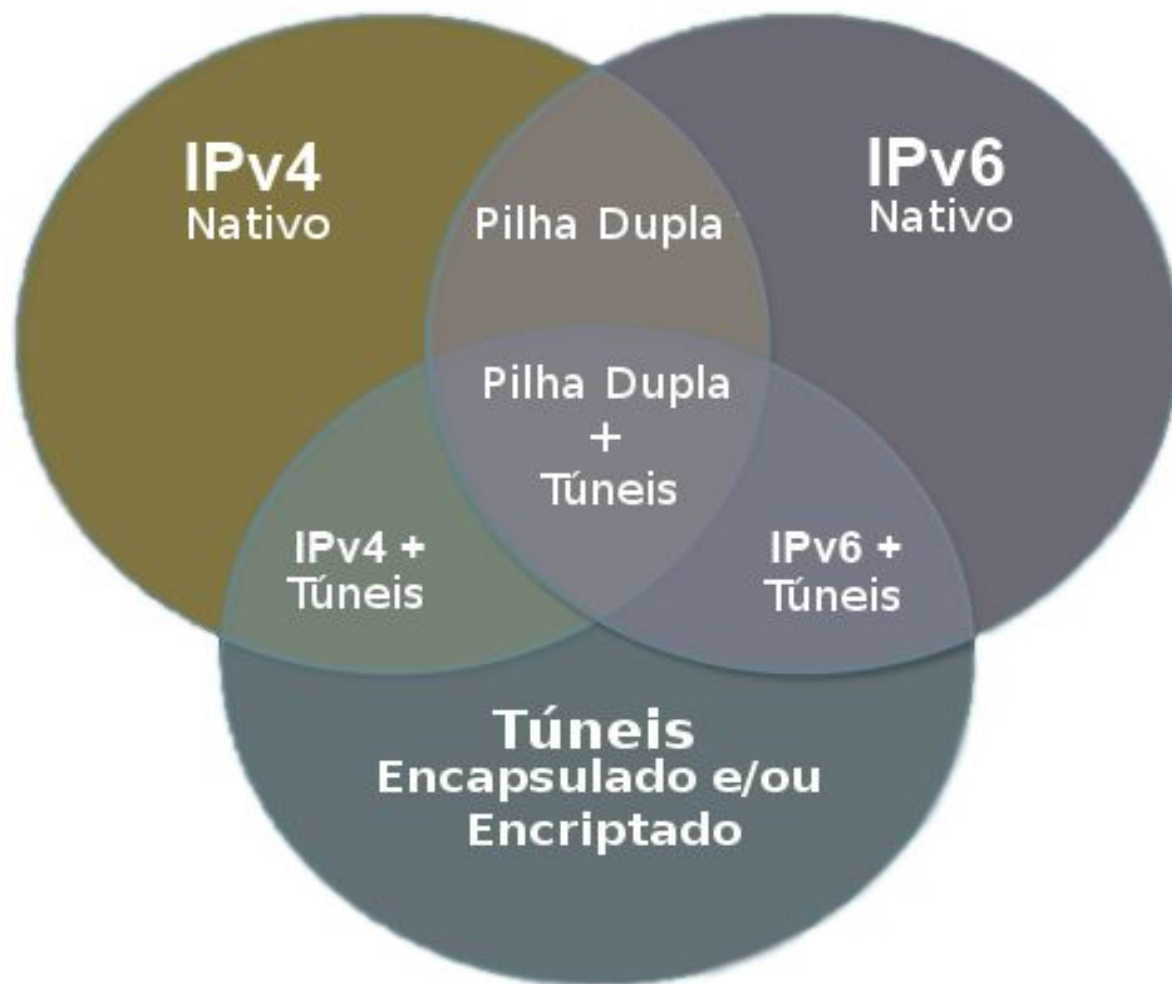 IPv4
Nativo
IPv6
Nativo
Pilha Dupla
Pilha Dupla
+
Túneis
IPv4 +
Túneis
IPv6 +
Túneis
Túneis
Encapsulado e/ou
Encriptado